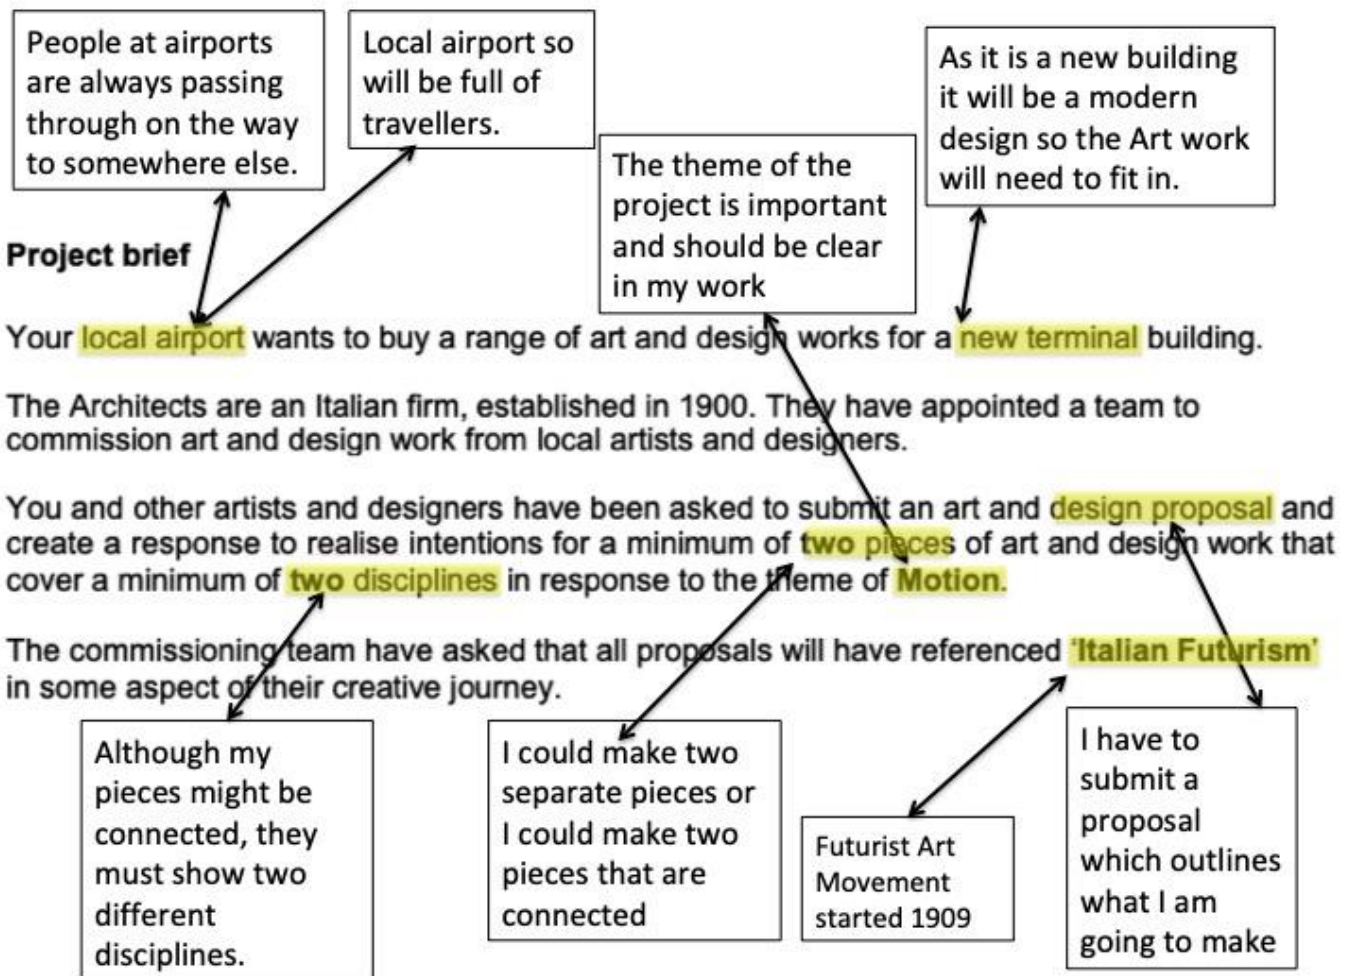 People at airports
are always passing
through on the way
to somewhere else.
Local airport so
will be full of
travellers.
The theme of the
project is important
and should be clear
in my work
As it is a new building
it will be a modern
design so the Art work
will need to fit in.
Project brief
Your local airport wants to buy a range of art and design works for a new terminal building.
The Architects are an Italian firm, established in 1900. They have appointed a team to
commission art and design work from local artists and designers.
You and other artists and designers have been asked to submit an art and design proposal and
create a response to realise intentions for a minimum of two pieces of art and design work that
cover a minimum of two disciplines in response to the theme of Motion.
The commissioning team have asked that all proposals will have referenced ‘Italian Futurism’
in some aspect of their creative journey.
Although my
pieces might be
connected, they
must show two
different
disciplines.
I could make two
separate pieces or
I could make two
pieces that are
connected
Futurist Art
Movement
started 1909
I have to
submit a
proposal
which outlines
what I am
going to make